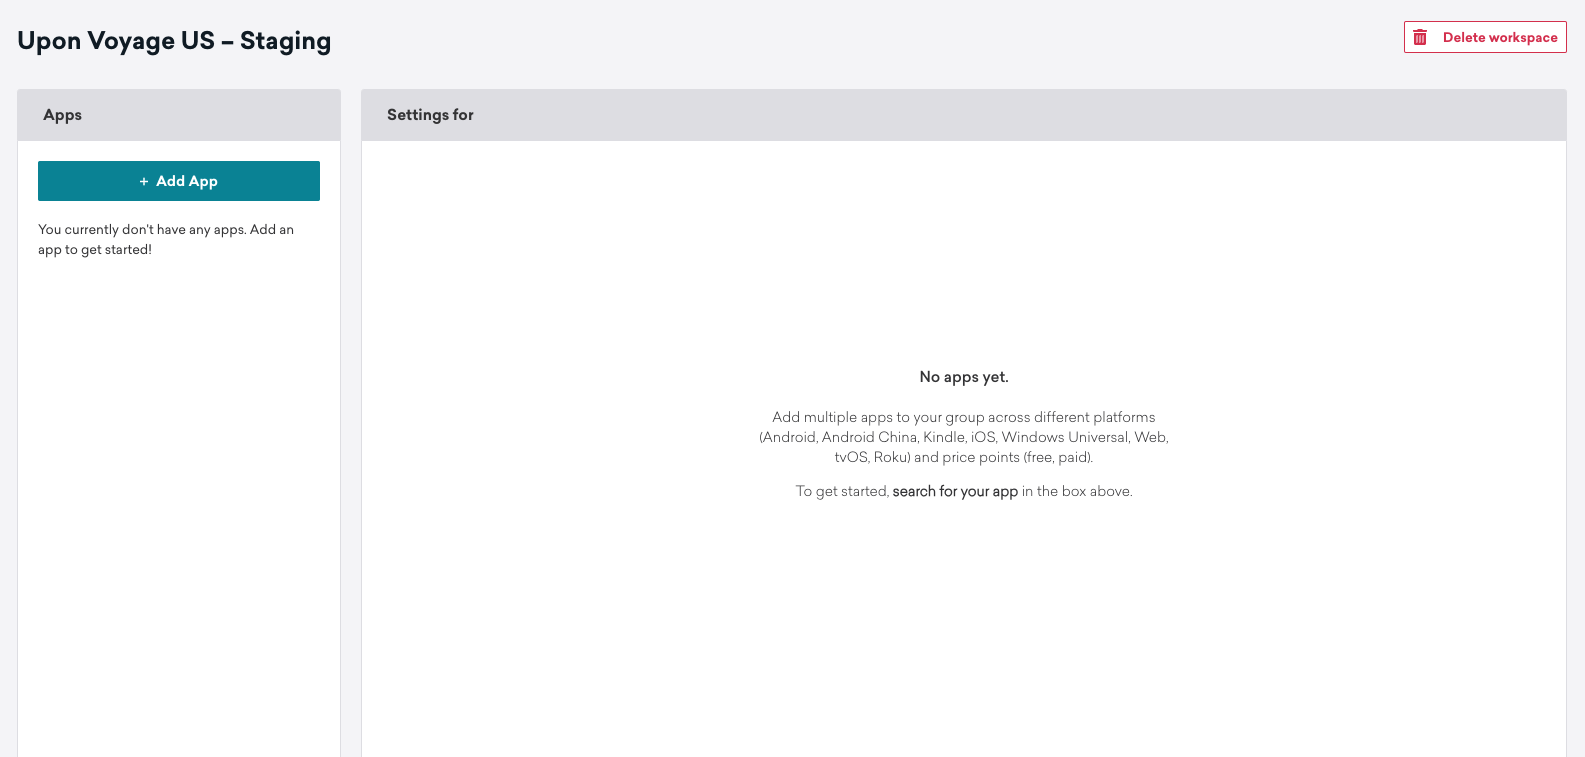 Upon Voyage US – Staging
Delete workspace
Apps
+ Add App
You currently don't have any apps. Add an
app to get started!
Settings for
No apps yet.
Add multiple apps to your group across different platforms
(Android, Android China, Kindle, iOS, Windows Universal, Web,
tvOS, Roku) and price points (free, paid).
To get started, search for your app in the box above.